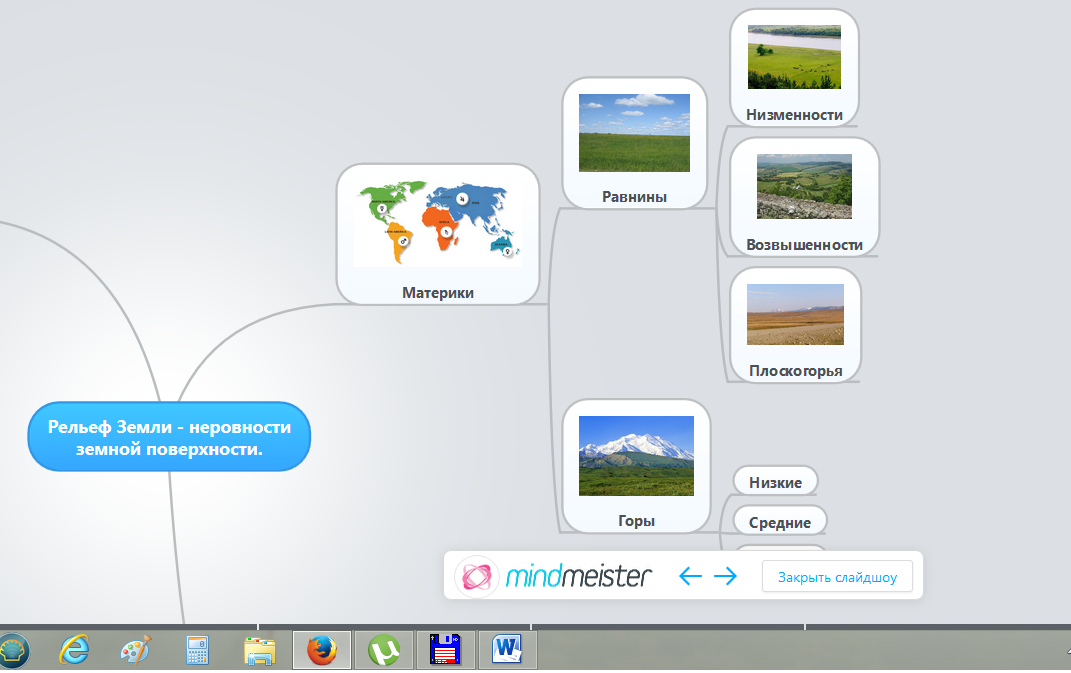 Низменности
Возвышенности
Плоскогорья
Равнины
Материки
Рельеф Земли - неровности
земной поверхности.
Горы
Низкие
Средние
mindmeister
Закрыть слайдшоу